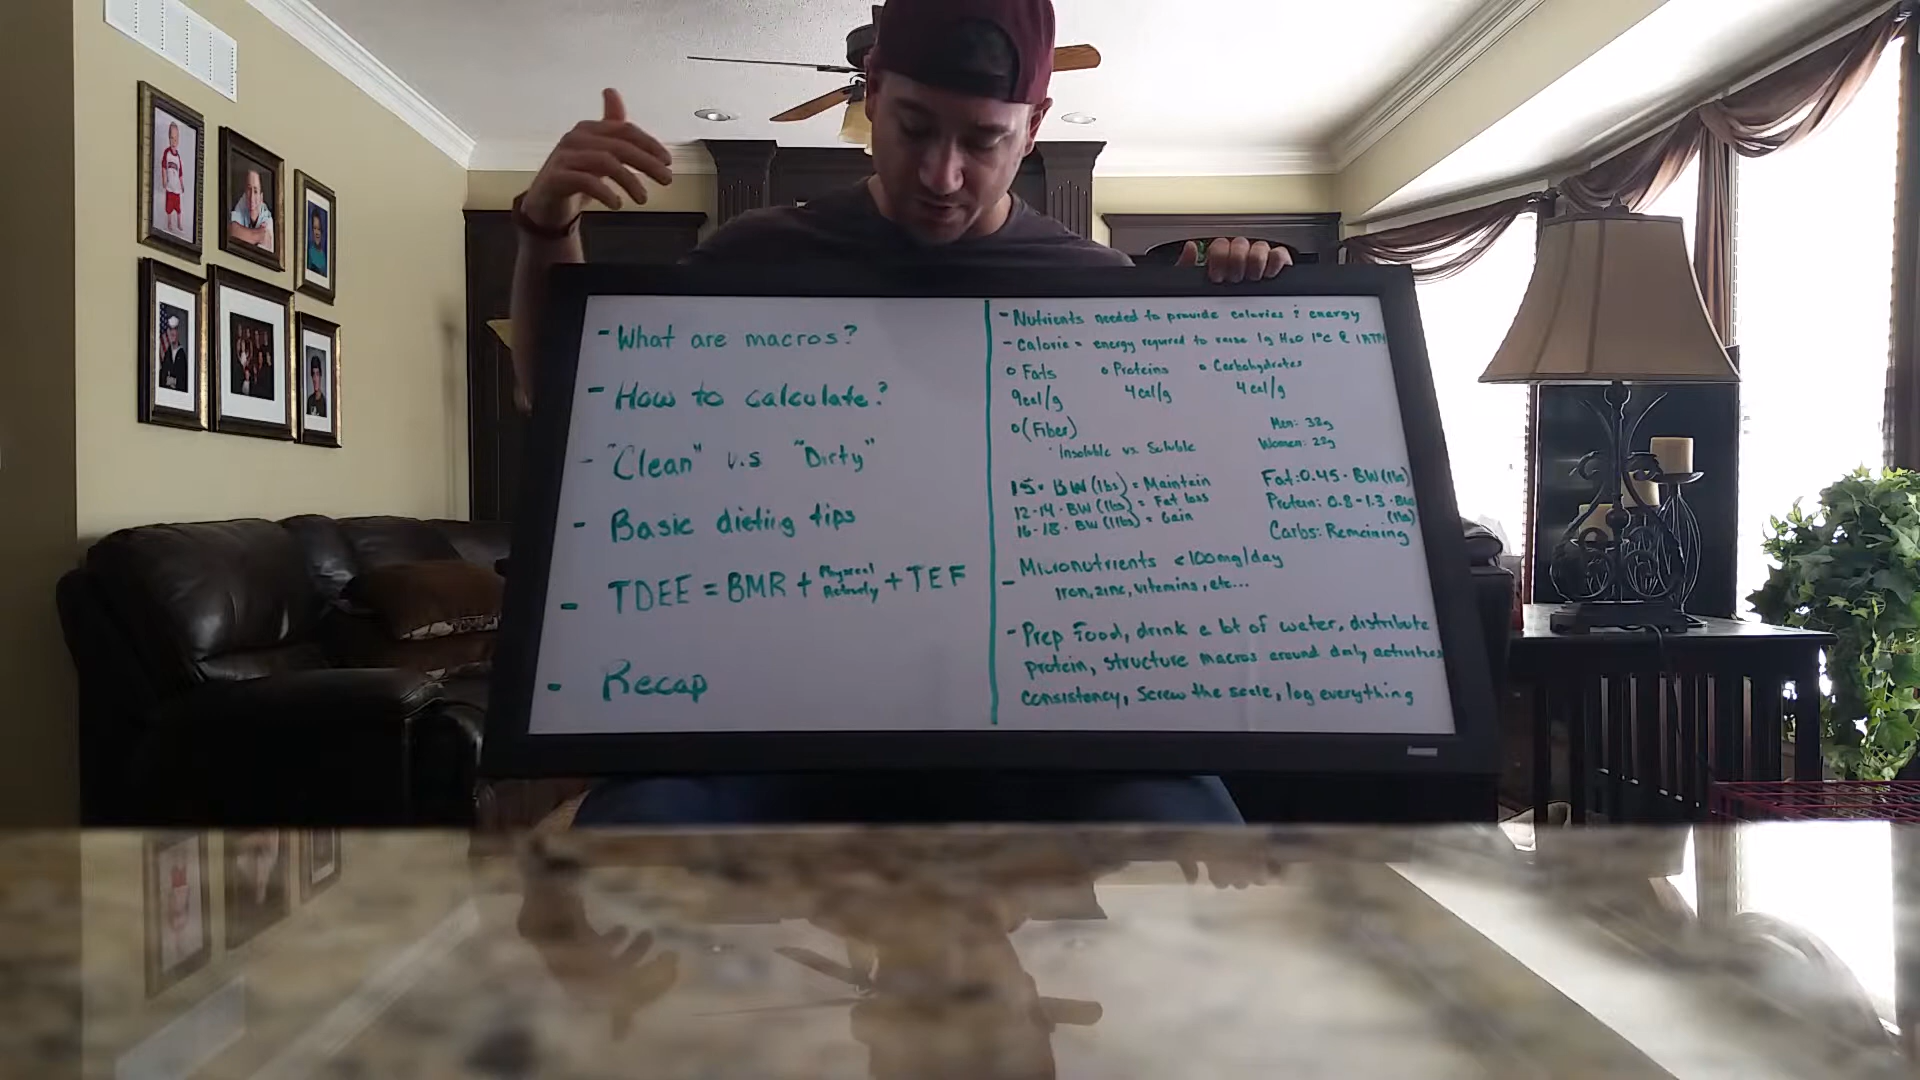 - What are macros?
- How to calculate?
- "Clean" v.s "Dirty"
- Basic dieting tips
- TDEE = BMR + Physical Activity + TEF
- Recap
- Nutrients needed to provide calories & energy
- Calorie = energy required to raise 1g H20 1°C @ 1ATM
o Fats o Proteins o Carbohydrates
9cal/g 4cal/g 4cal/g
o (Fiber) Men: 38g
· Insoluble vs. Soluble Women: 28g
15 · BW (lbs) = Maintain
12-14 · BW (lbs) = Fat loss
16-18 · BW (lbs) = Gain
Fat: 0.45 · BW (lbs)
Protein: 0.8-1.3 · BW (lbs)
Carbs: Remaining
- Micronutrients <100mg/day
Iron, zinc, vitamins, etc...
- Prep Food, drink a lot of water, distribute
protein, structure macros around daily activities
consistency, Screw the scale, log everything